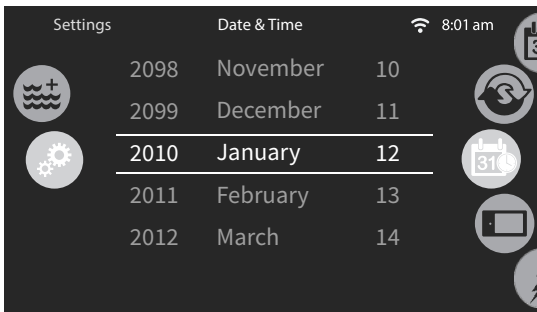 Settings Date & Time 8:01 am
2098 November 10
2099 December 11
2010 January 12
2011 February 13
2012 March 14
31